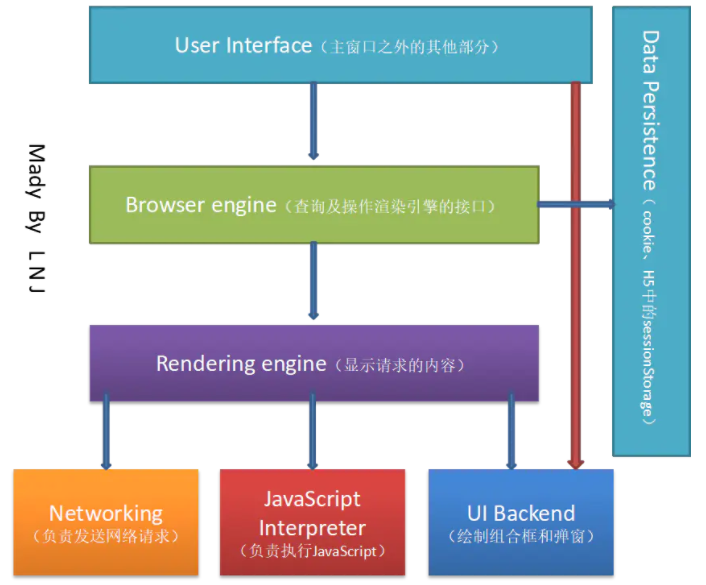 User Interface（主窗口之外的其他部分）
Data Persistence（cookie、H5中的sessionStorage）
Mady By LNJ
Browser engine（查询及操作渲染引擎的接口）
Rendering engine（显示请求的内容）
Networking
（负责发送网络请求）
JavaScript
Interpreter
（负责执行JavaScript）
UI Backend
（绘制组合框和弹窗）